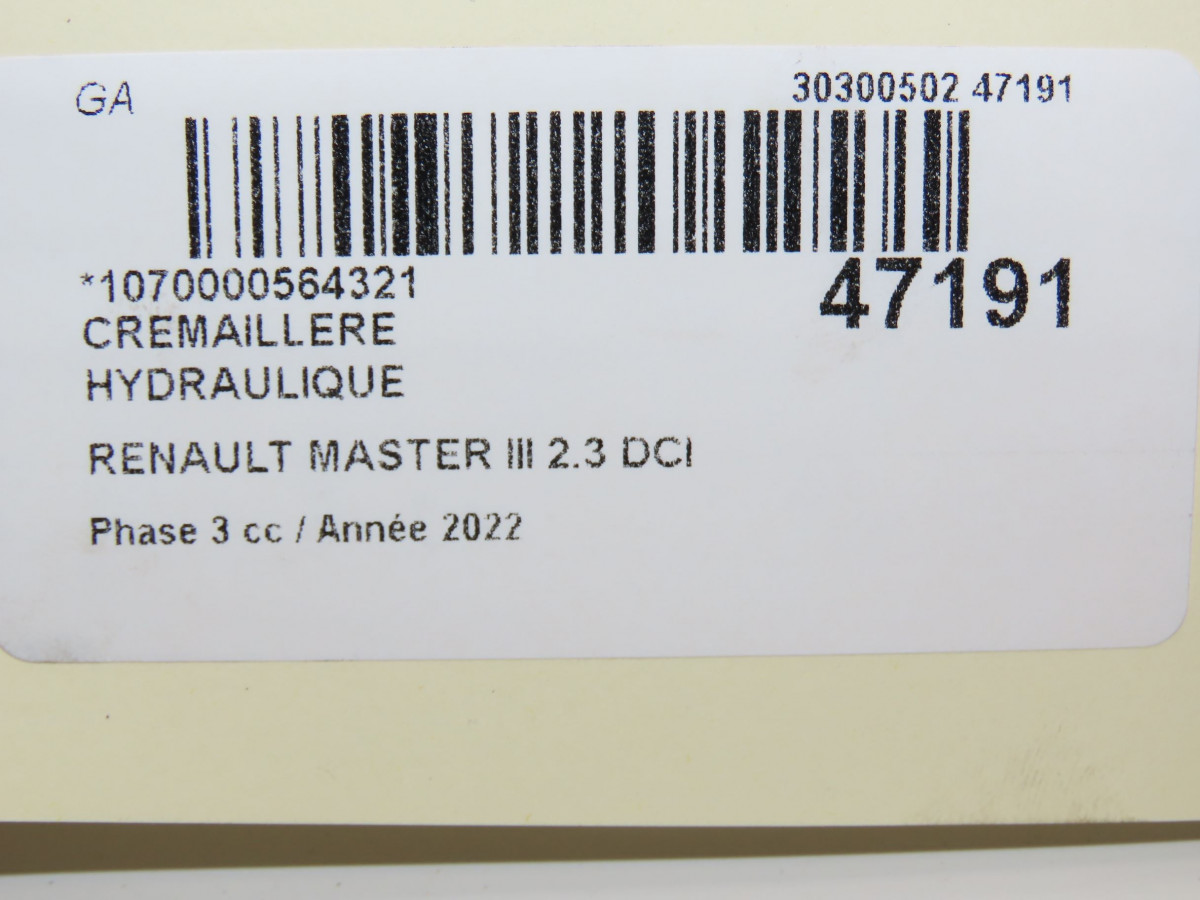 GA
30300502 47191
*1070000564321
47191
CREMAILLERE
HYDRAULIQUE
RENAULT MASTER III 2.3 DCI
Phase 3 cc / Année 2022